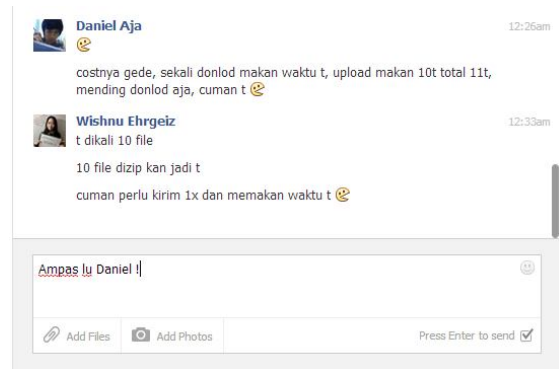 Daniel Aja 12:26am
costnya gede, sekali donlod makan waktu t, upload makan 10t total 11t,
mending donlod aja, cuman t
Wishnu Ehrgeiz 12:33am
t dikali 10 file
10 file dizip kan jadi t
cuman perlu kirim 1x dan memakan waktu t
Ampas lu Daniel !
Add Files Add Photos Press Enter to send